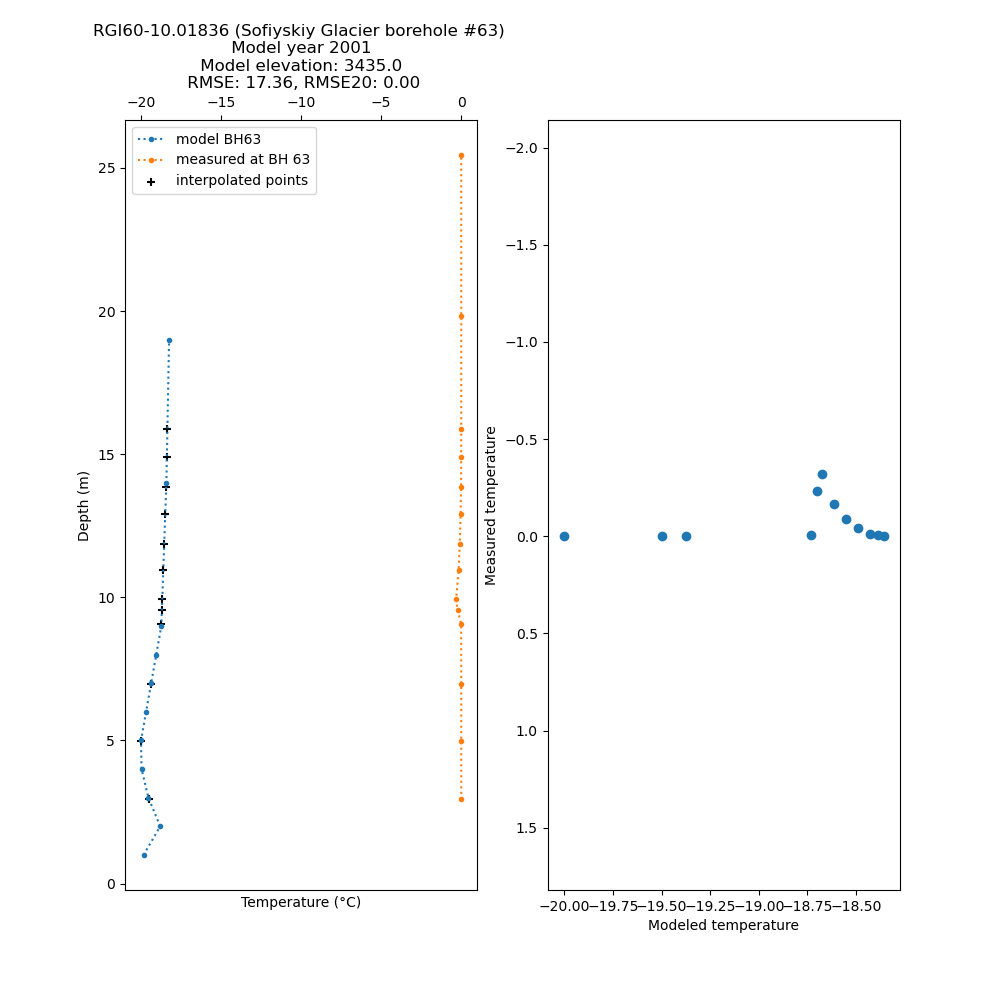 RGI60-10.01836 (Sofiyskiy Glacier borehole #63)
Model year 2001
Model elevation: 3435.0
RMSE: 17.36, RMSE20: 0.00
−20 −15 −10 −5 0
model BH63
measured at BH 63
interpolated points
25
20
15
10
5
0
Depth (m)
Temperature (°C)
−2.0
−1.5
−1.0
−0.5
0.0
0.5
1.0
1.5
Measured temperature
−20.00 −19.75 −19.50 −19.25 −19.00 −18.75 −18.50
Modeled temperature